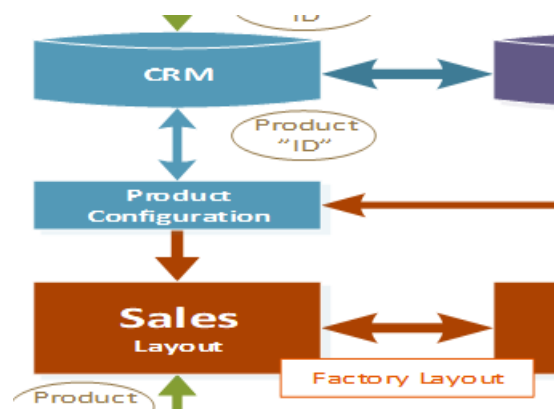 ID
CRM
Product
”ID”
Product
Configuration
Sales
Layout
Factory Layout
Product